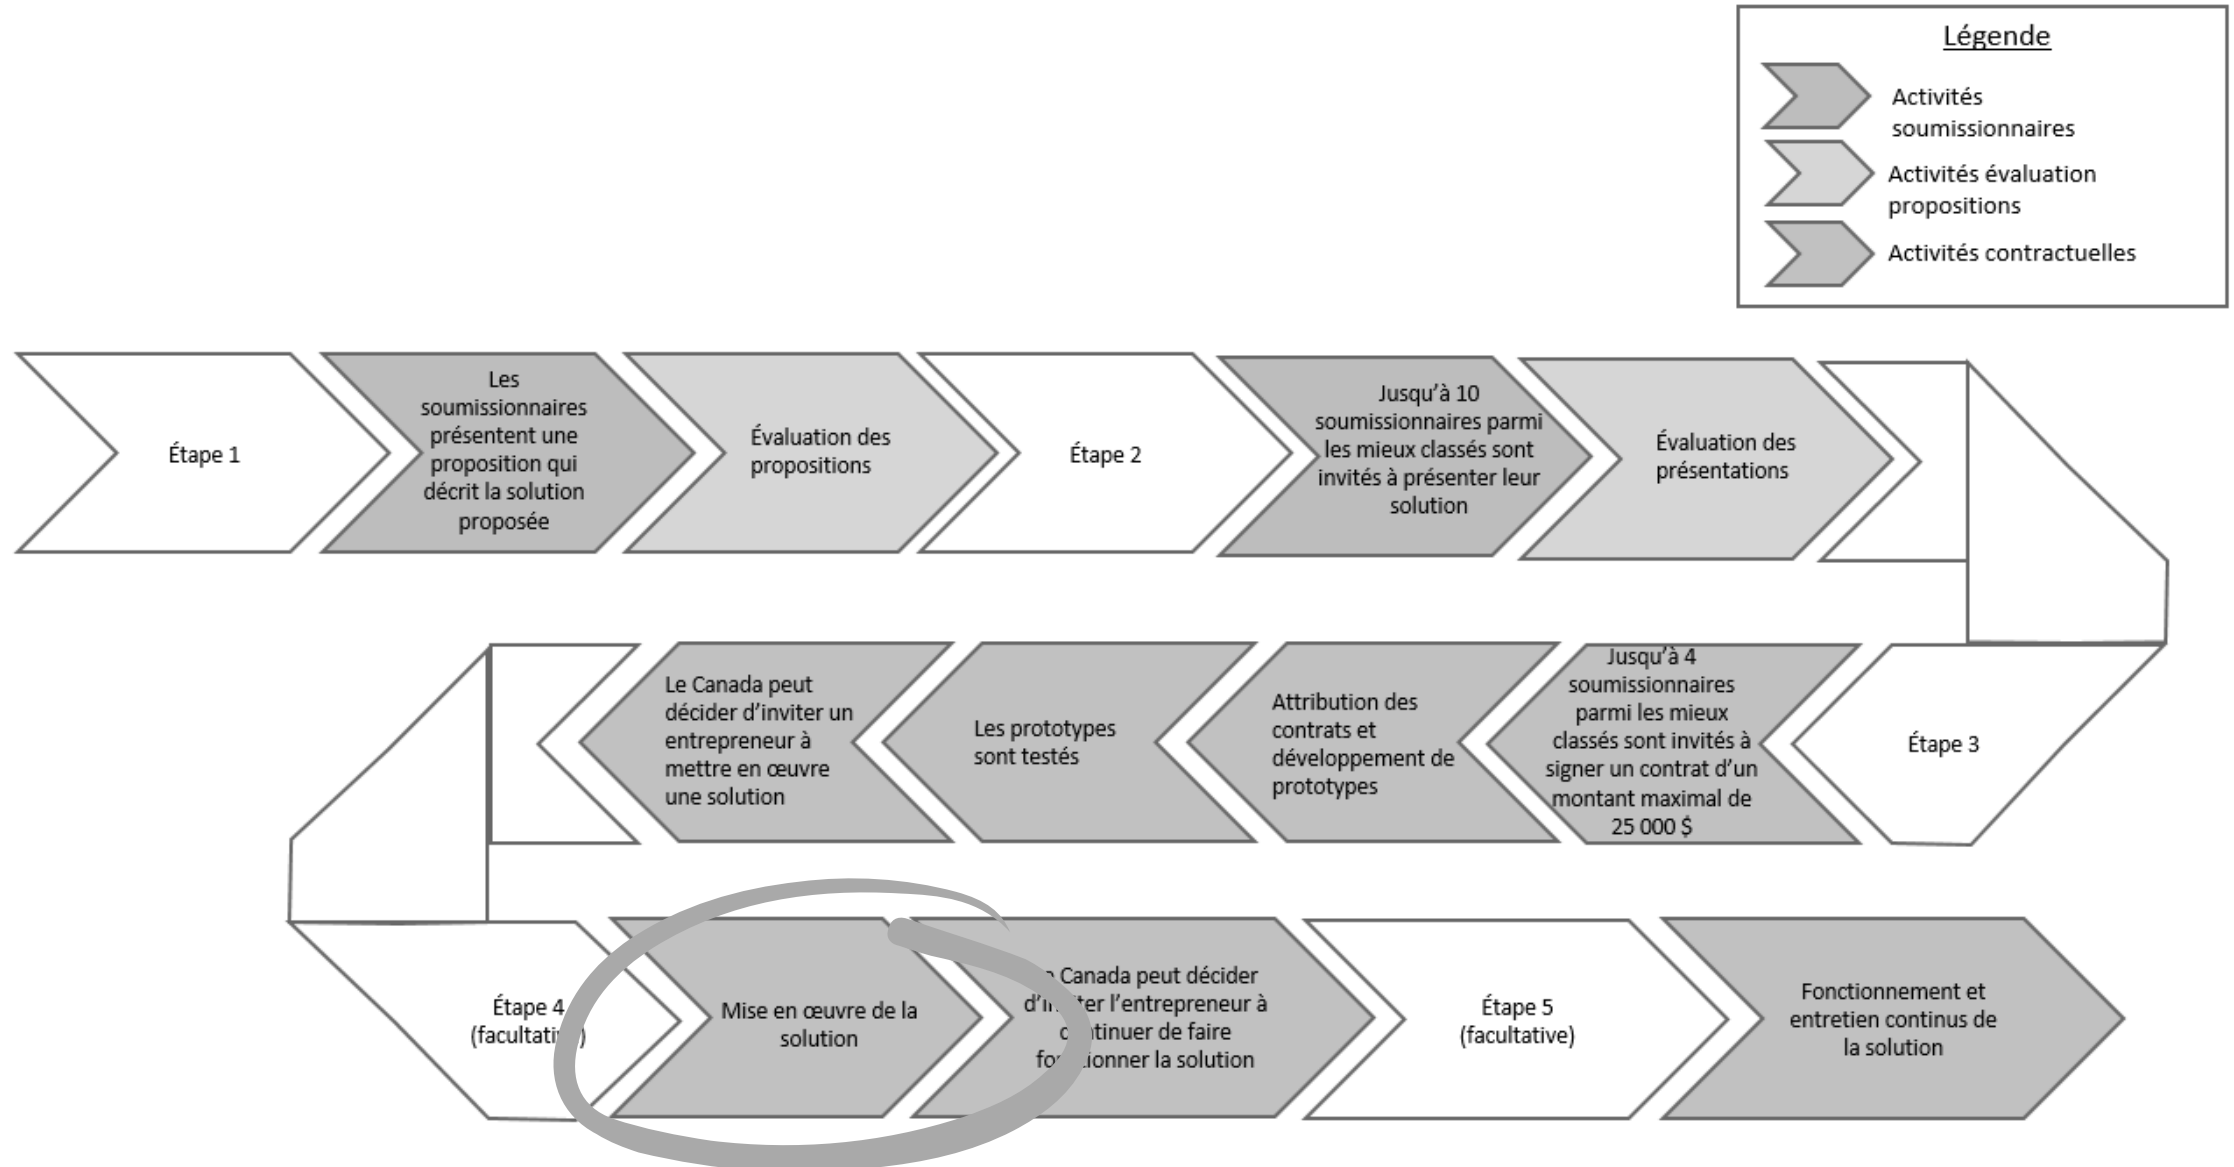 Légende
Activités
soumissionnaires
Activités évaluation
propositions
Activités contractuelles
Étape 1
Les
soumissionnaires
présentent une
proposition qui
décrit la solution
proposée
Évaluation des
propositions
Étape 2
Jusqu’à 10
soumissionnaires parmi
les mieux classés sont
invités à présenter leur
solution
Évaluation des
présentations
Étape 3
Jusqu’à 4
soumissionnaires
parmi les mieux
classés sont invités à
signer un contrat d’un
montant maximal de
25 000 $
Attribution des
contrats et
développement de
prototypes
Les prototypes
sont testés
Le Canada peut
décider d’inviter un
entrepreneur à
mettre en œuvre
une solution
Étape 4
(facultative)
Mise en œuvre de la
solution
Canada peut décider
d’inviter l’entrepreneur à
continuer de faire
fonctionner la solution
Étape 5
(facultative)
Fonctionnement et
entretien continus de
la solution